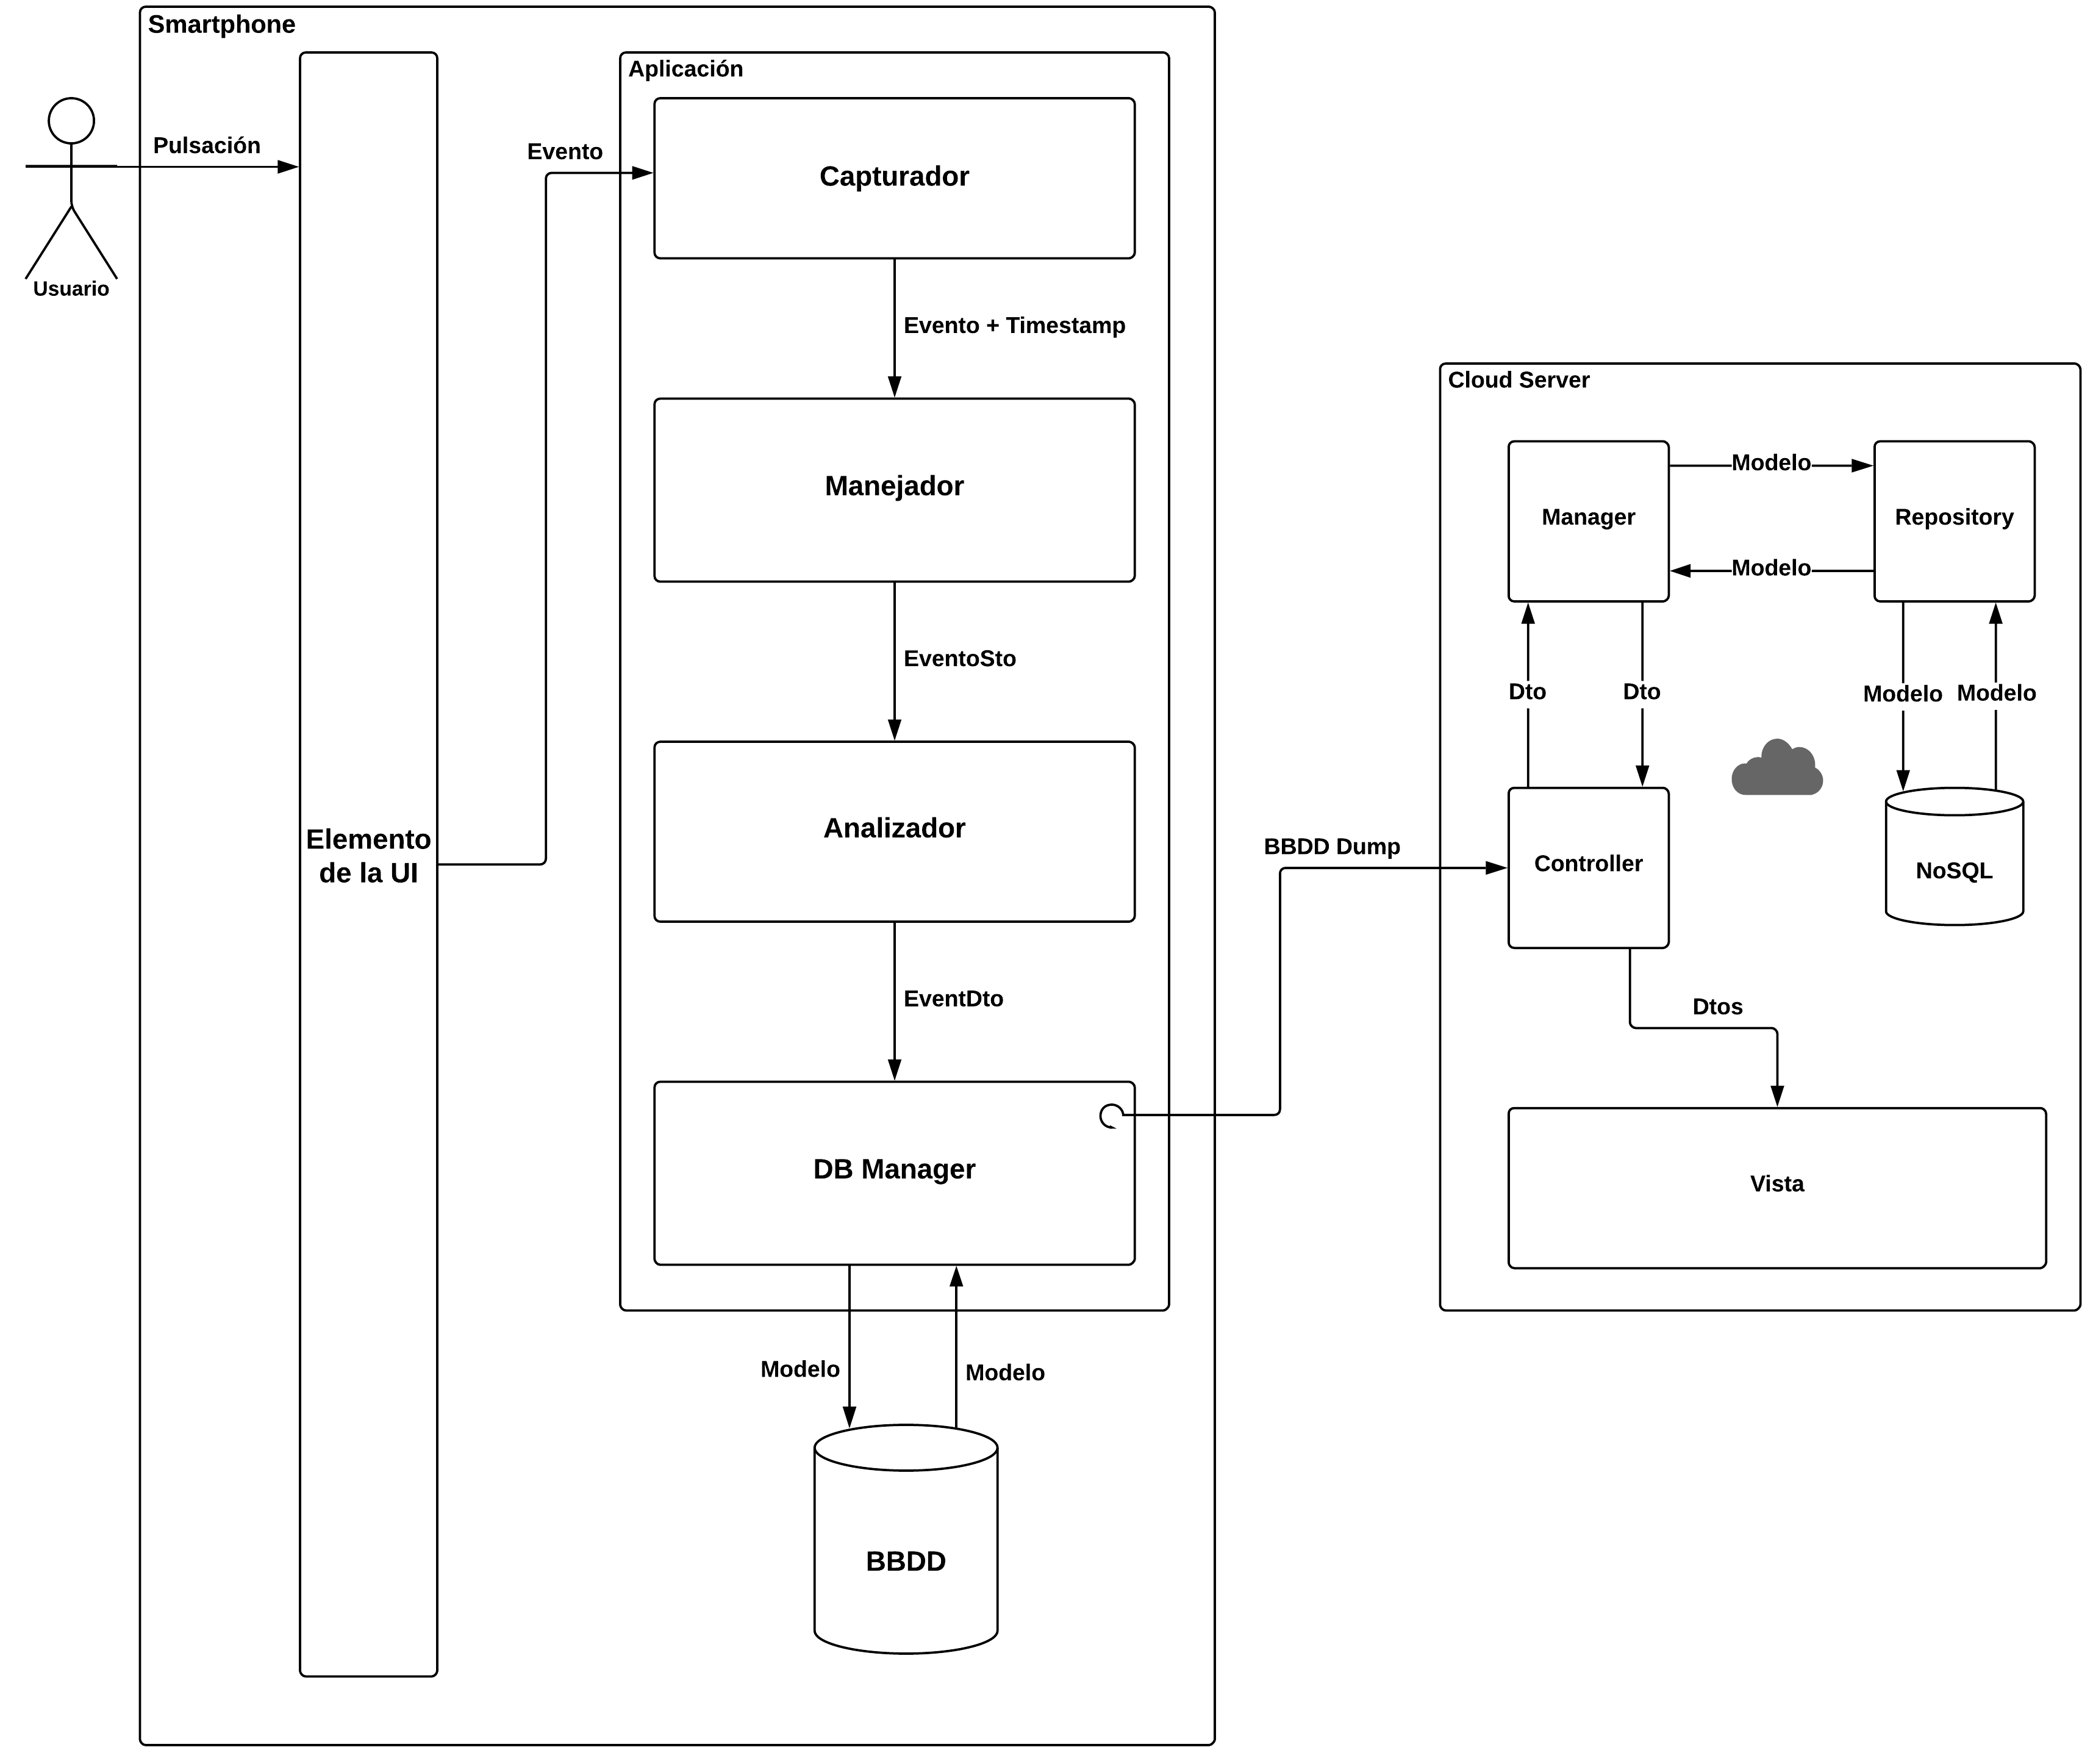 Smartphone
Usuario
Pulsación
Elemento
de la UI
Evento
Aplicación
Capturador
Evento + Timestamp
Manejador
EventoSto
Analizador
EventDto
DB Manager
Modelo
Modelo
BBDD
BBDD Dump
Cloud Server
Manager
Modelo
Repository
Modelo
Dto
Dto
Modelo
Modelo
Controller
NoSQL
Dtos
Vista